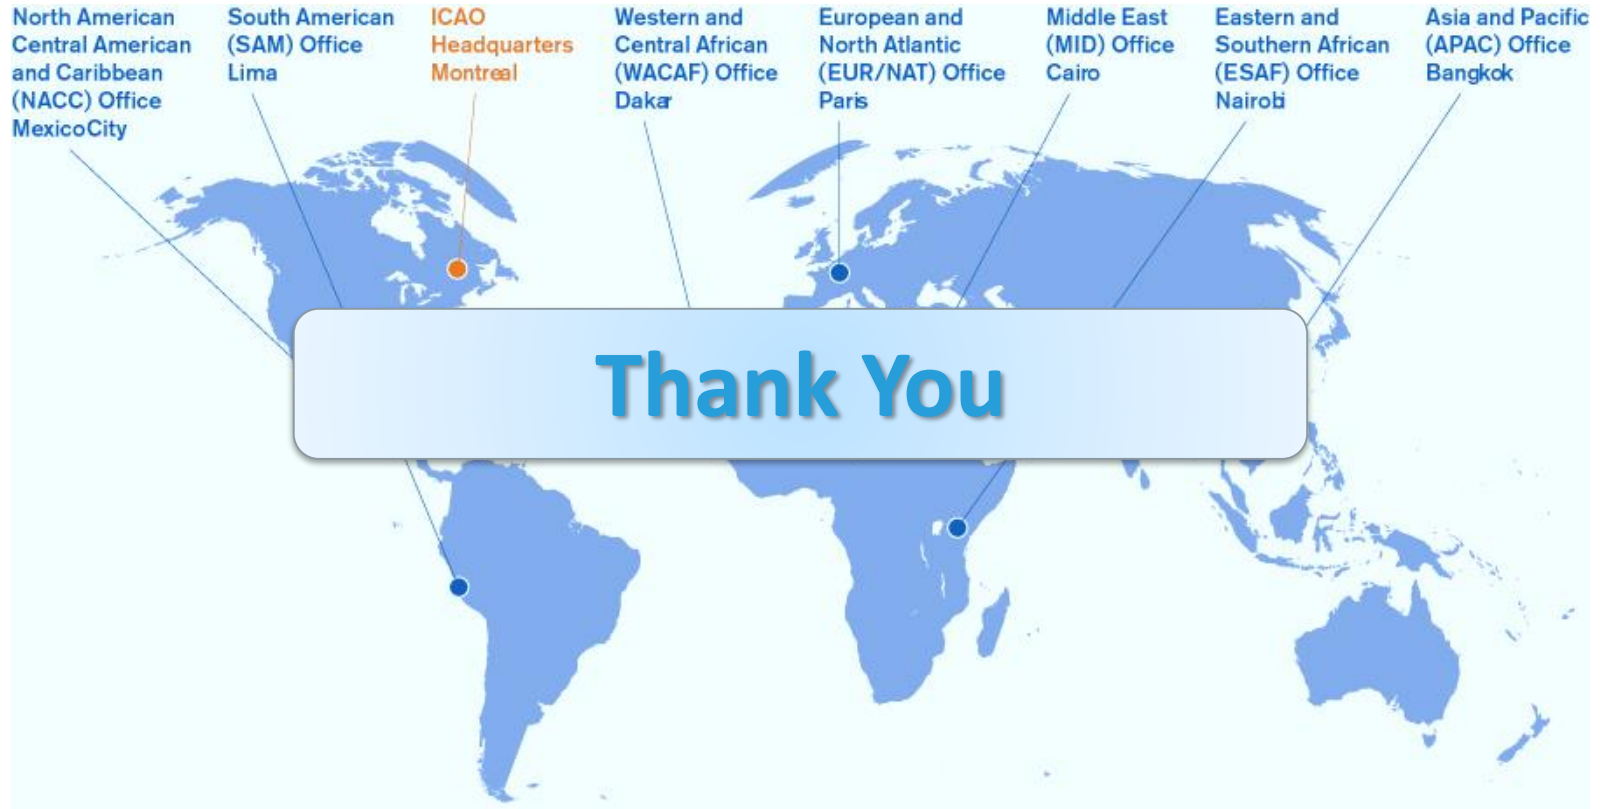 North American
Central American
and Caribbean
(NACC) Office
MexicoCity
South American
(SAM) Office
Lima
ICAO
Headquarters
Montreal
Western and
Central African
(WACAF) Office
Dakar
European and
North Atlantic
(EUR/NAT) Office
Paris
Middle East
(MID) Office
Cairo
Eastern and
Southern African
(ESAF) Office
Nairobi
Asia and Pacific
(APAC) Office
Bangkok
Thank You